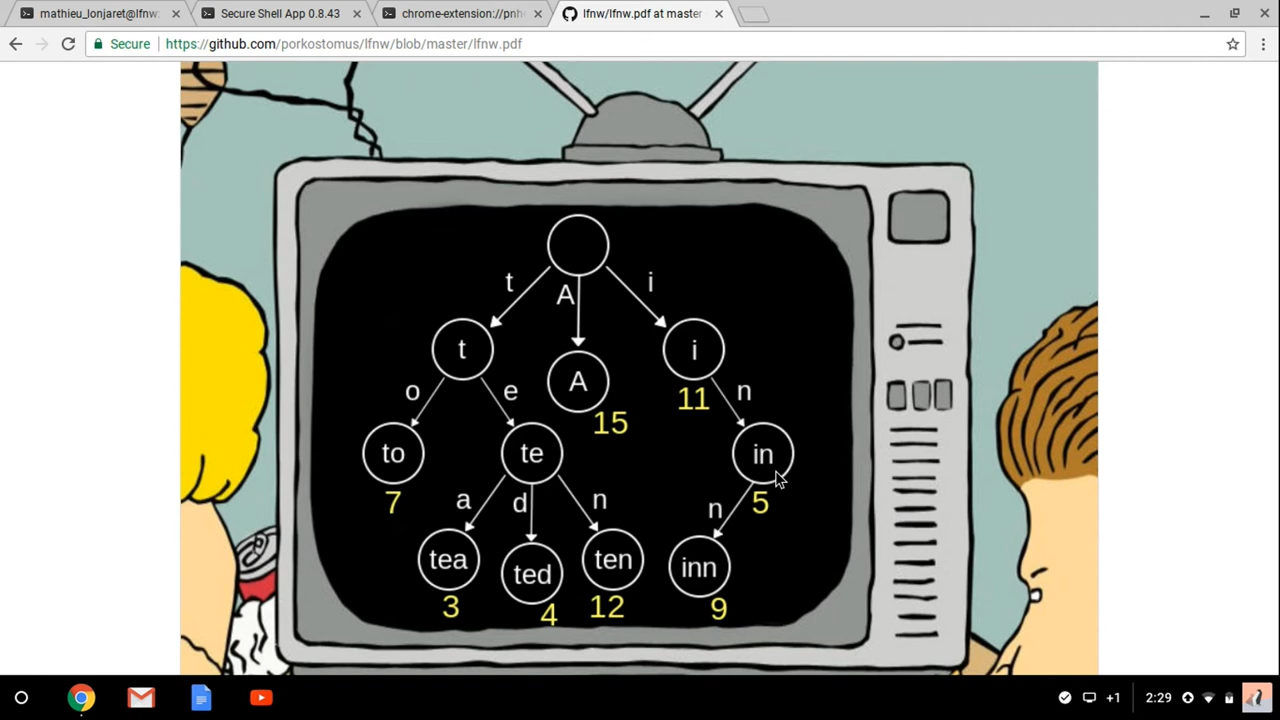 mathieu_lonjaret@lfnw:
Secure Shell App 0.8.43
chrome-extension://pnh
lfnw/lfnw.pdf at master
Secure
https://github.com/porkostomus/lfnw/blob/master/lfnw.pdf
t
A
i
t
A
i
15
11
o
e
n
to
te
in
7
5
a
d
n
n
tea
ted
ten
inn
3
4
12
9
+1
2:29